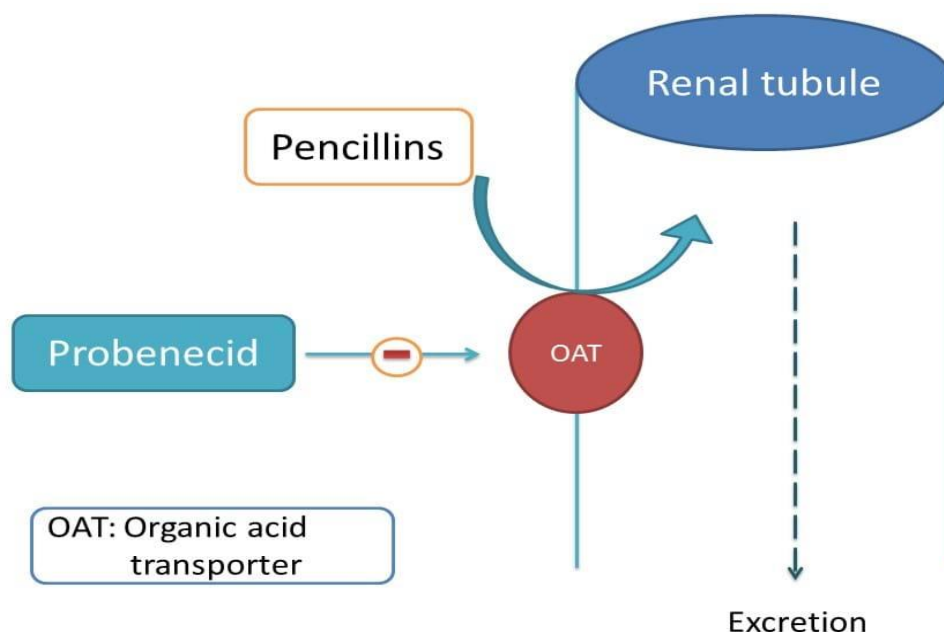 Renal tubule
Pencillins
Probenecid
OAT
OAT: Organic acid
transporter
Excretion